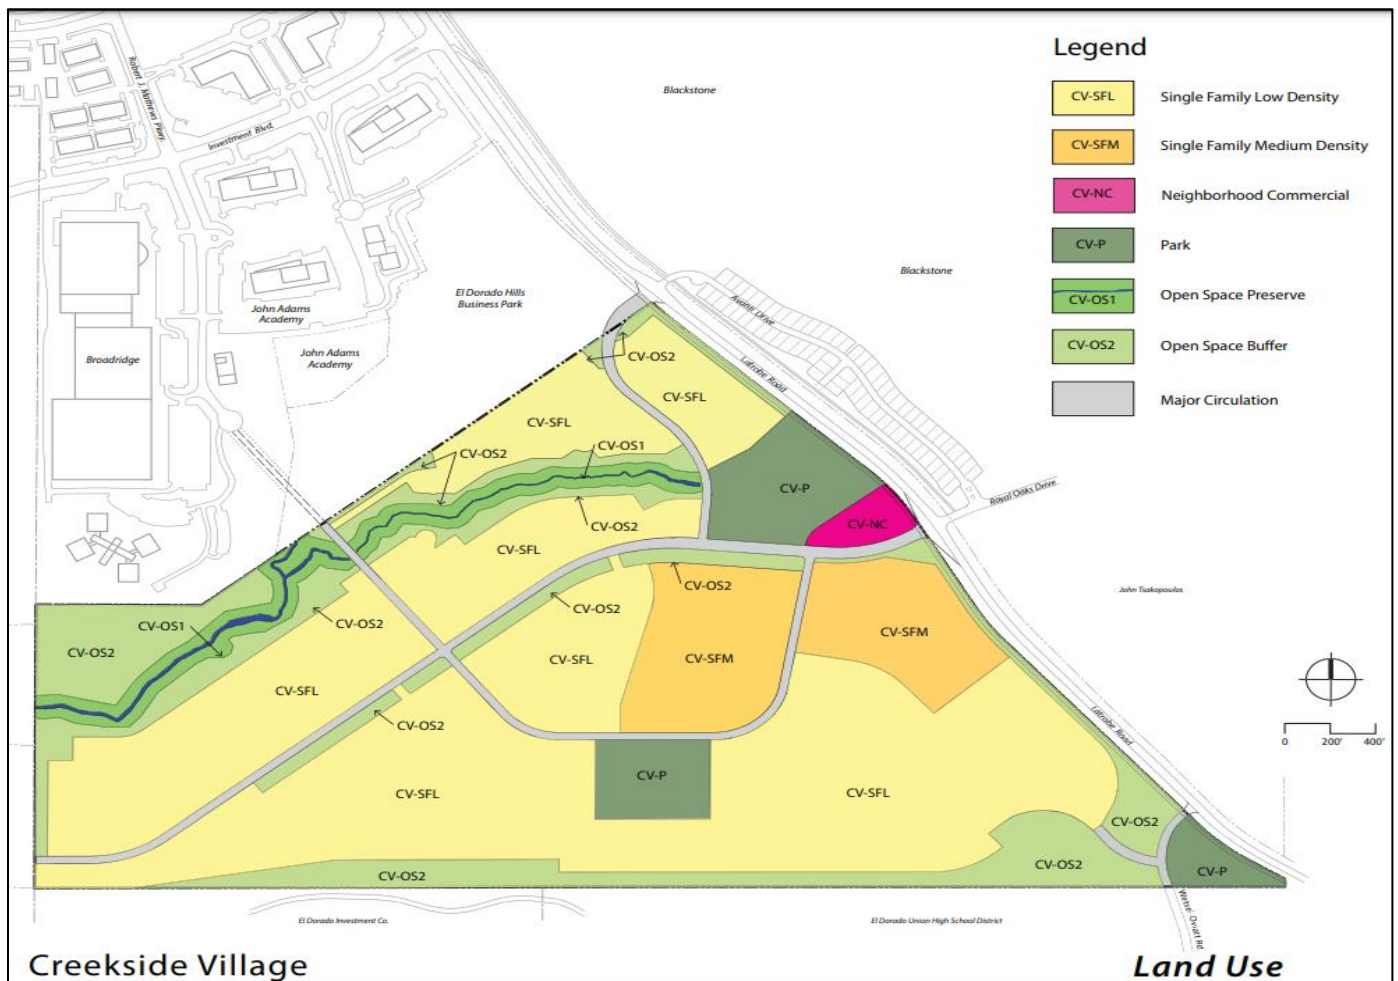 Legend
CV-SFL
Single Family Low Density
CV-SFM
Single Family Medium Density
CV-NC
Neighborhood Commercial
CV-P
Park
CV-OS1
Open Space Preserve
CV-OS2
Open Space Buffer
Major Circulation
Robert J. Mathews Pkwy.
Investment Blvd.
Blackstone
Blackstone
El Dorado Hills
Business Park
John Adams
Academy
John Adams
Academy
Broadridge
Avanti Drive
Latrobe Road
CV-OS2
CV-SFL
CV-SFL
CV-OS1
CV-OS2
CV-P
Royal Oaks Drive
CV-OS2
CV-NC
CV-SFL
CV-OS2
John Tsakopoulos
CV-OS2
CV-OS2
CV-OS1
CV-SFM
CV-OS2
CV-SFL
CV-SFM
CV-SFL
CV-OS2
Latrobe Road
0 200' 400'
CV-P
CV-SFL
CV-SFL
CV-OS2
CV-OS2
CV-OS2
CV-P
El Dorado Investment Co.
El Dorado Union High School District
Wetsel Oviatt Rd
Creekside Village
Land Use